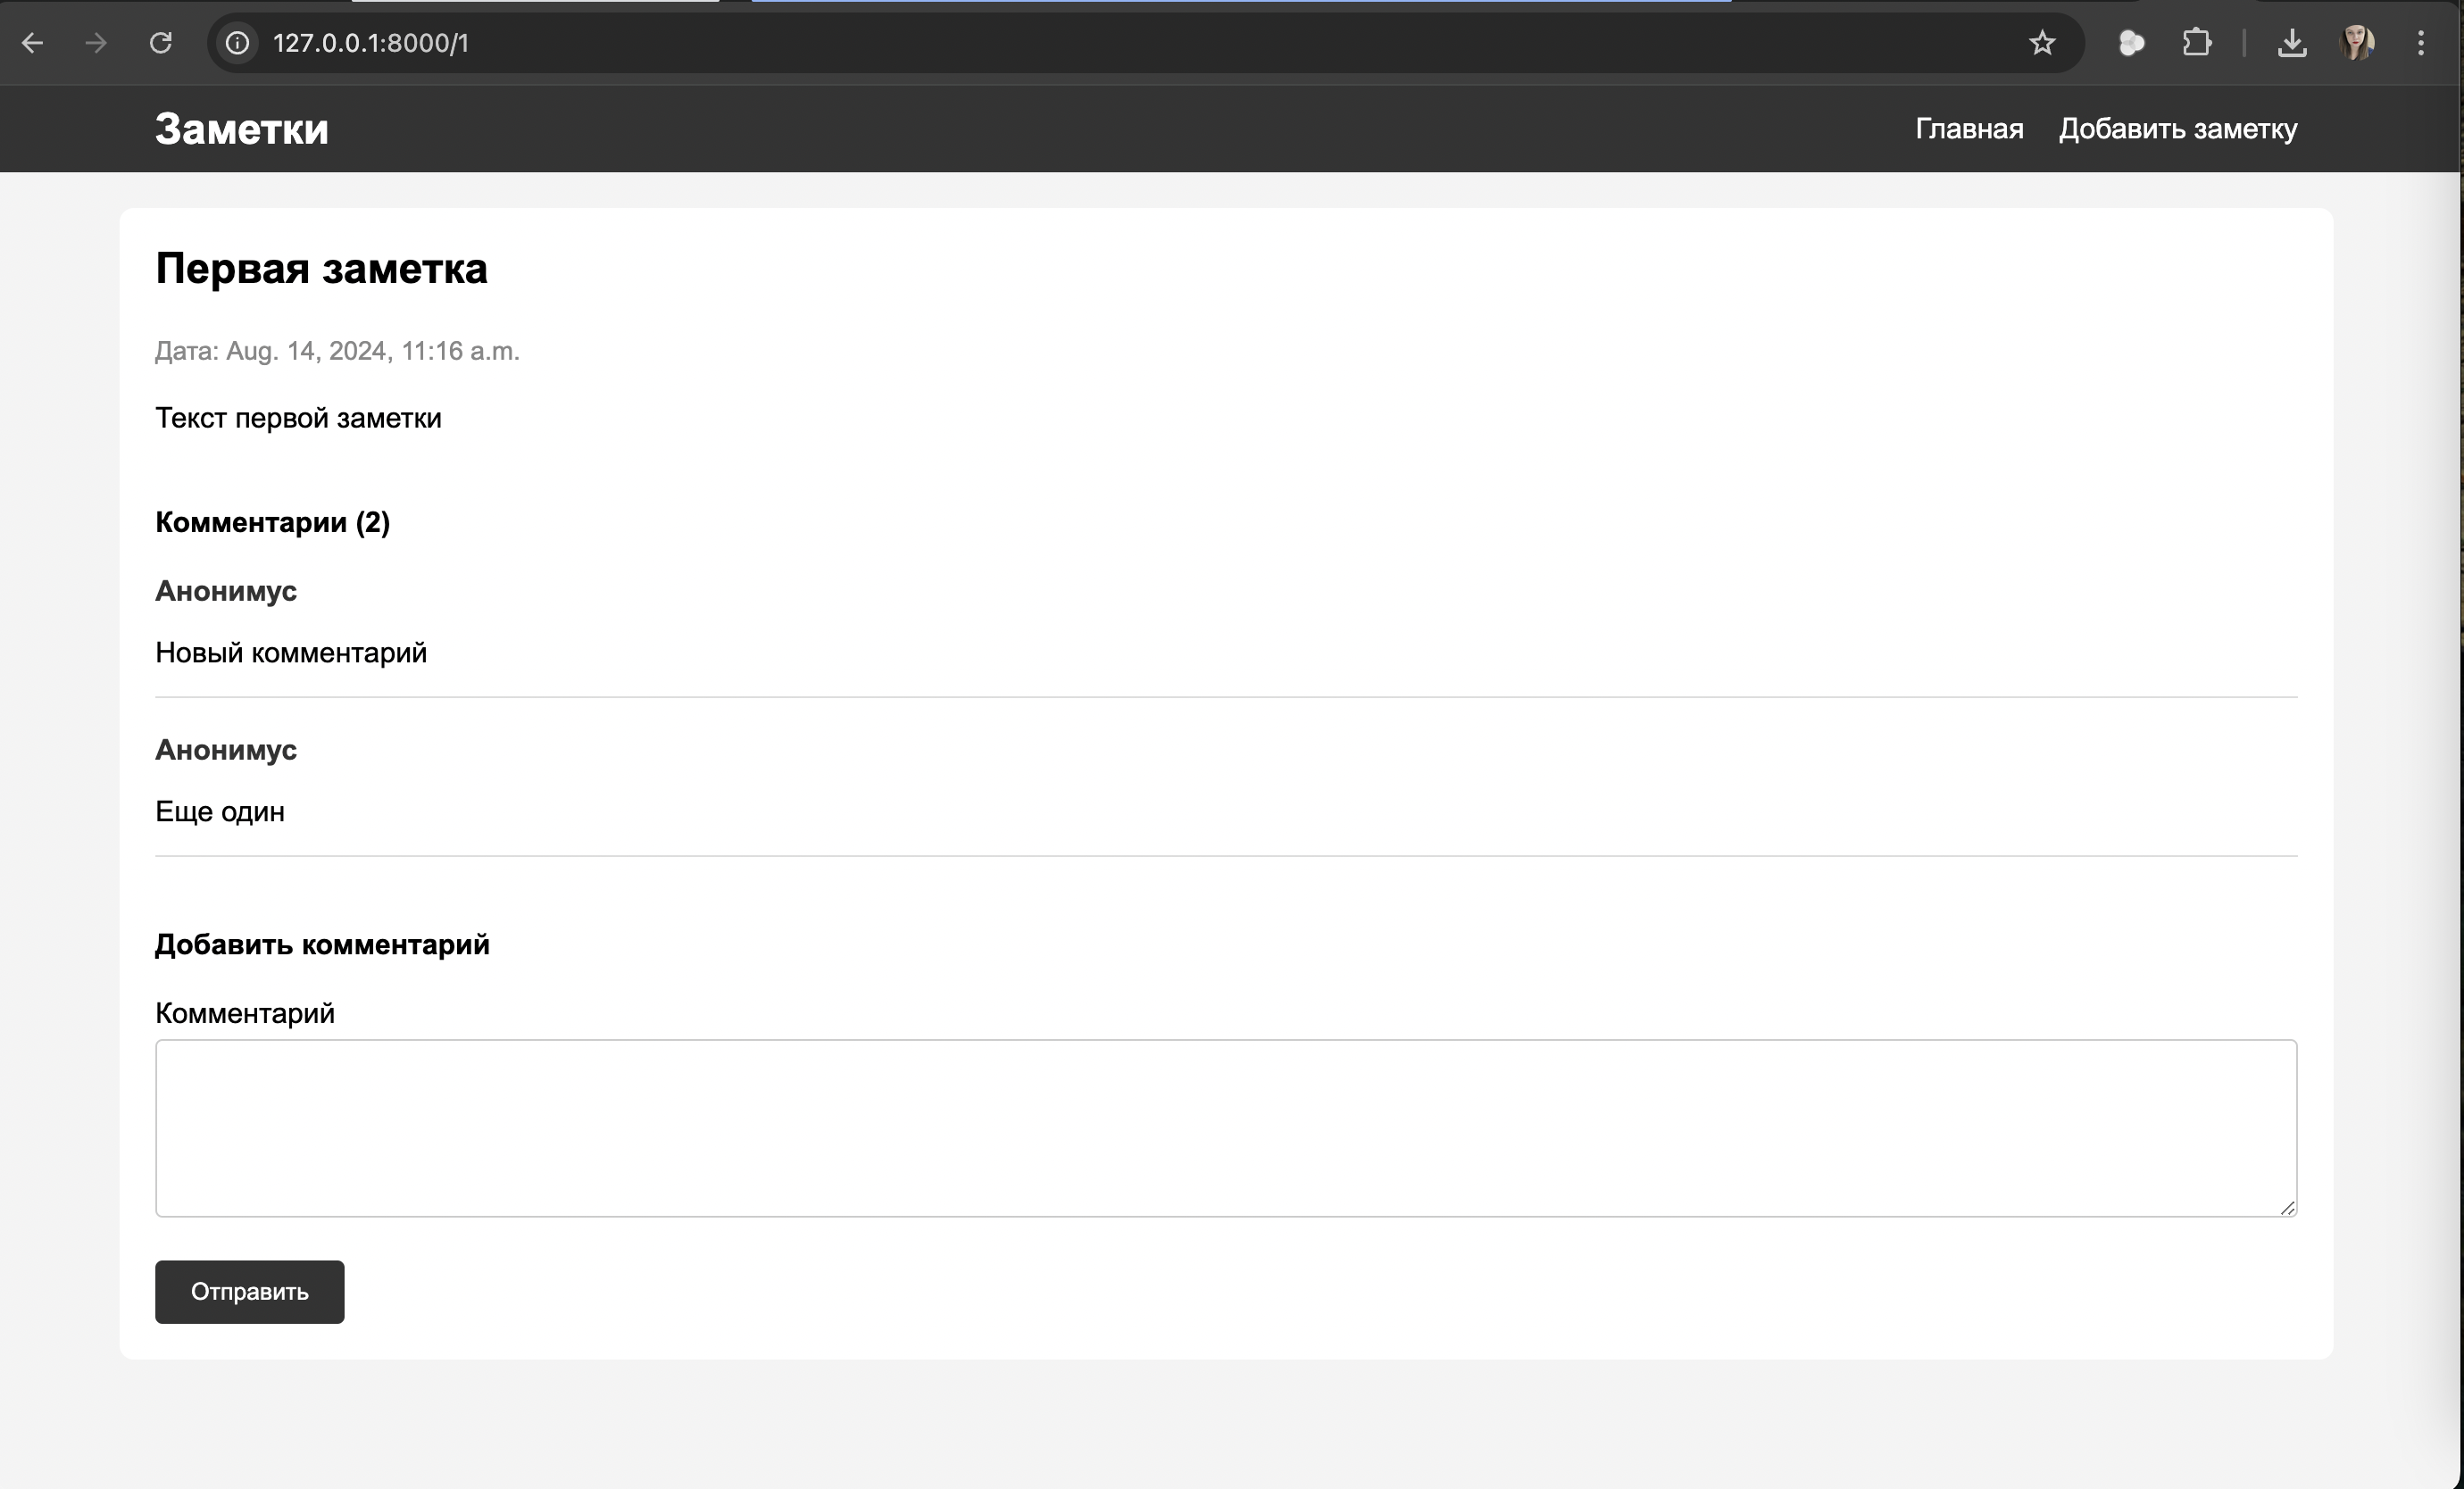 127.0.0.1:8000/1
Заметки
Главная
Добавить заметку
Первая заметка
Дата: Aug. 14, 2024, 11:16 a.m.
Текст первой заметки
Комментарии (2)
Анонимус
Новый комментарий
Анонимус
Еще один
Добавить комментарий
Комментарий
Отправить